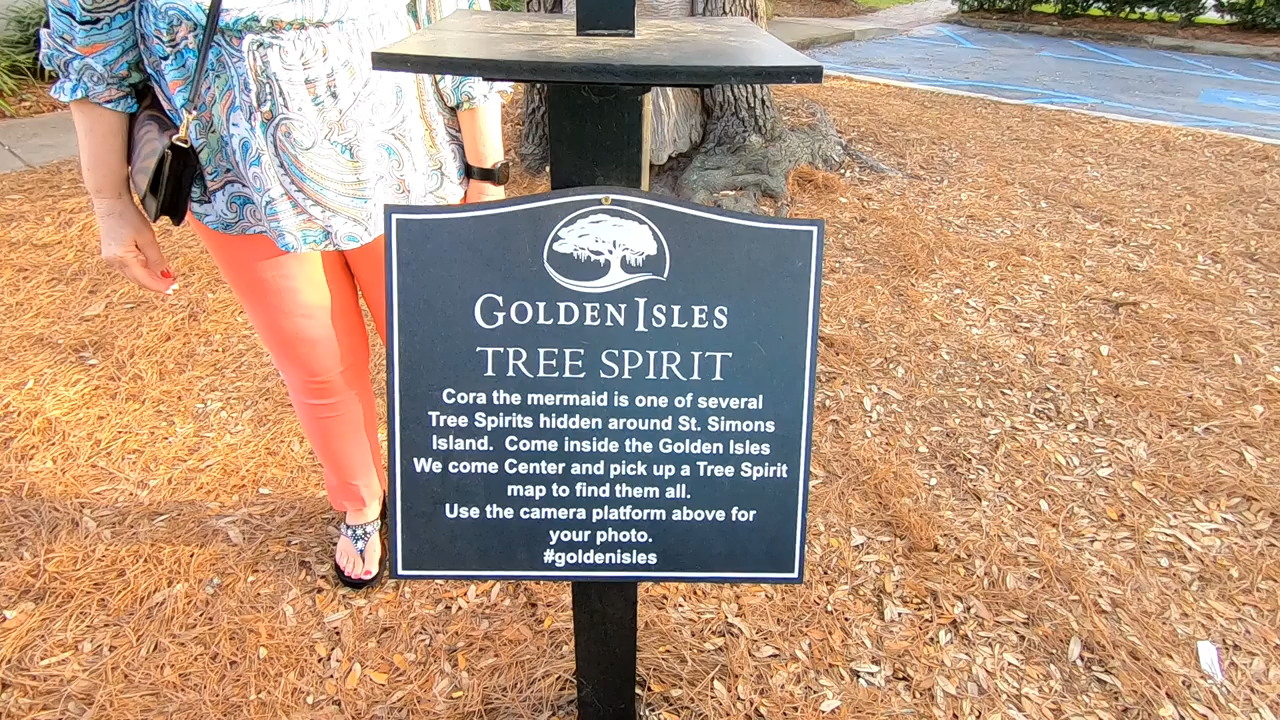 GOLDEN ISLES
TREE SPIRIT
Cora the mermaid is one of several
Tree Spirits hidden around St. Simons
Island. Come inside the Golden Isles
We come Center and pick up a Tree Spirit
map to find them all.
Use the camera platform above for
your photo.
#goldenisles